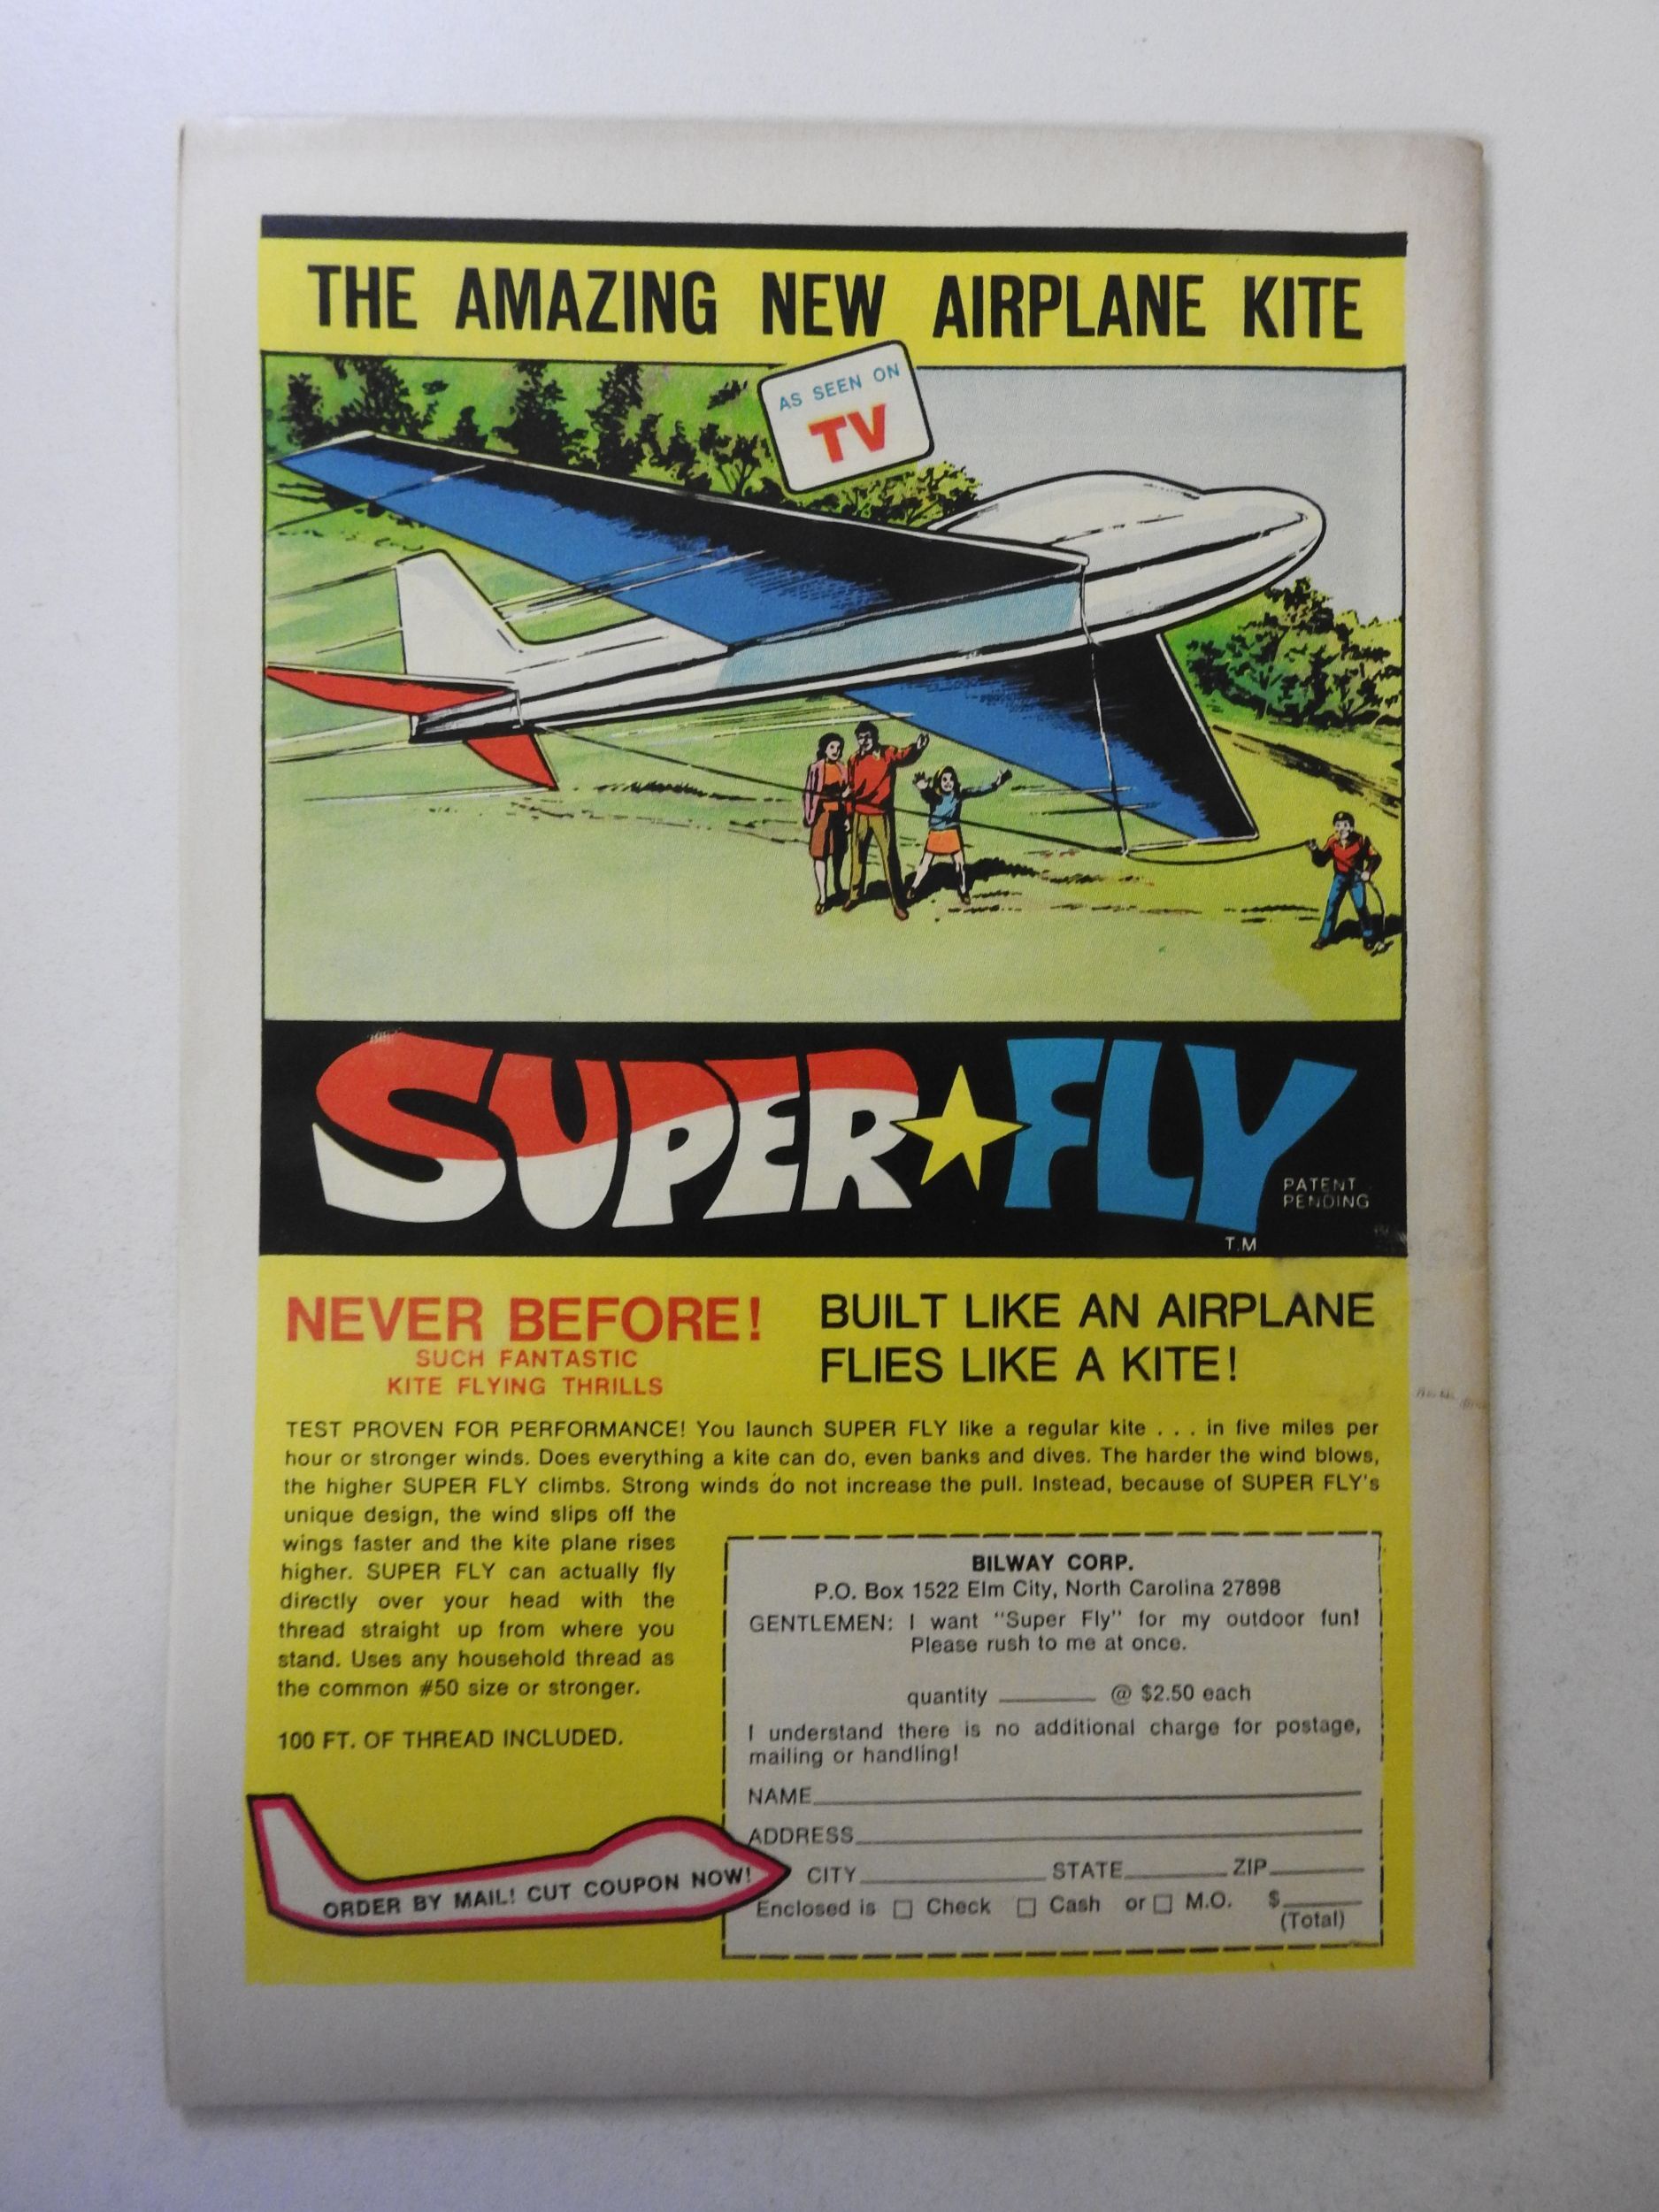 THE AMAZING NEW AIRPLANE KITE
AS SEEN ON
TV
SUPER FLY
PATENT
PENDING
T.M
NEVER BEFORE!
SUCH FANTASTIC
KITE FLYING THRILLS
BUILT LIKE AN AIRPLANE
FLIES LIKE A KITE!
TEST PROVEN FOR PERFORMANCE! You launch SUPER FLY like a regular kite . . . in five miles per
hour or stronger winds. Does everything a kite can do, even banks and dives. The harder the wind blows,
the higher SUPER FLY climbs. Strong winds do not increase the pull. Instead, because of SUPER FLY's
unique design, the wind slips off the
wings faster and the kite plane rises
higher. SUPER FLY can actually fly
directly over your head with the
thread straight up from where you
stand. Uses any household thread as
the common #50 size or stronger.
100 FT. OF THREAD INCLUDED.
ORDER BY MAIL! CUT COUPON NOW!
BILWAY CORP.
P.O. Box 1522 Elm City, North Carolina 27898
GENTLEMEN: I want "Super Fly" for my outdoor fun!
Please rush to me at once.
quantity ________ @ $2.50 each
I understand there is no additional charge for postage,
mailing or handling!
NAME
ADDRESS
CITY STATE ZIP
Enclosed is □ Check □ Cash or □ M.O. $
(Total)